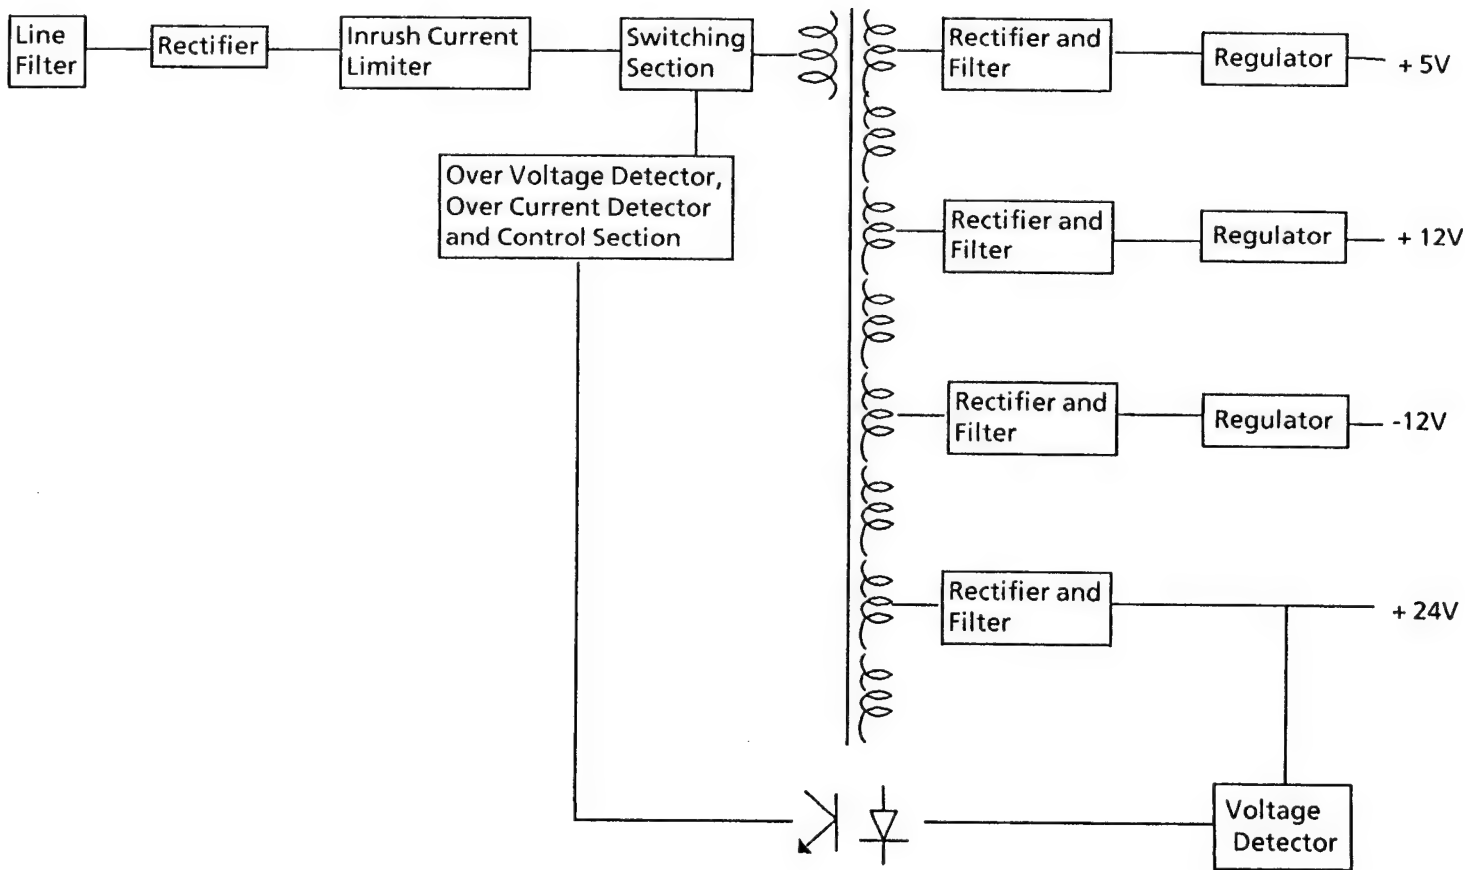 Line
Filter
Rectifier
Inrush Current
Limiter
Switching
Section
Rectifier and
Filter
Regulator
+ 5V
Over Voltage Detector,
Over Current Detector
and Control Section
Rectifier and
Filter
Regulator
+ 12V
Rectifier and
Filter
Regulator
-12V
Rectifier and
Filter
+ 24V
Voltage
Detector